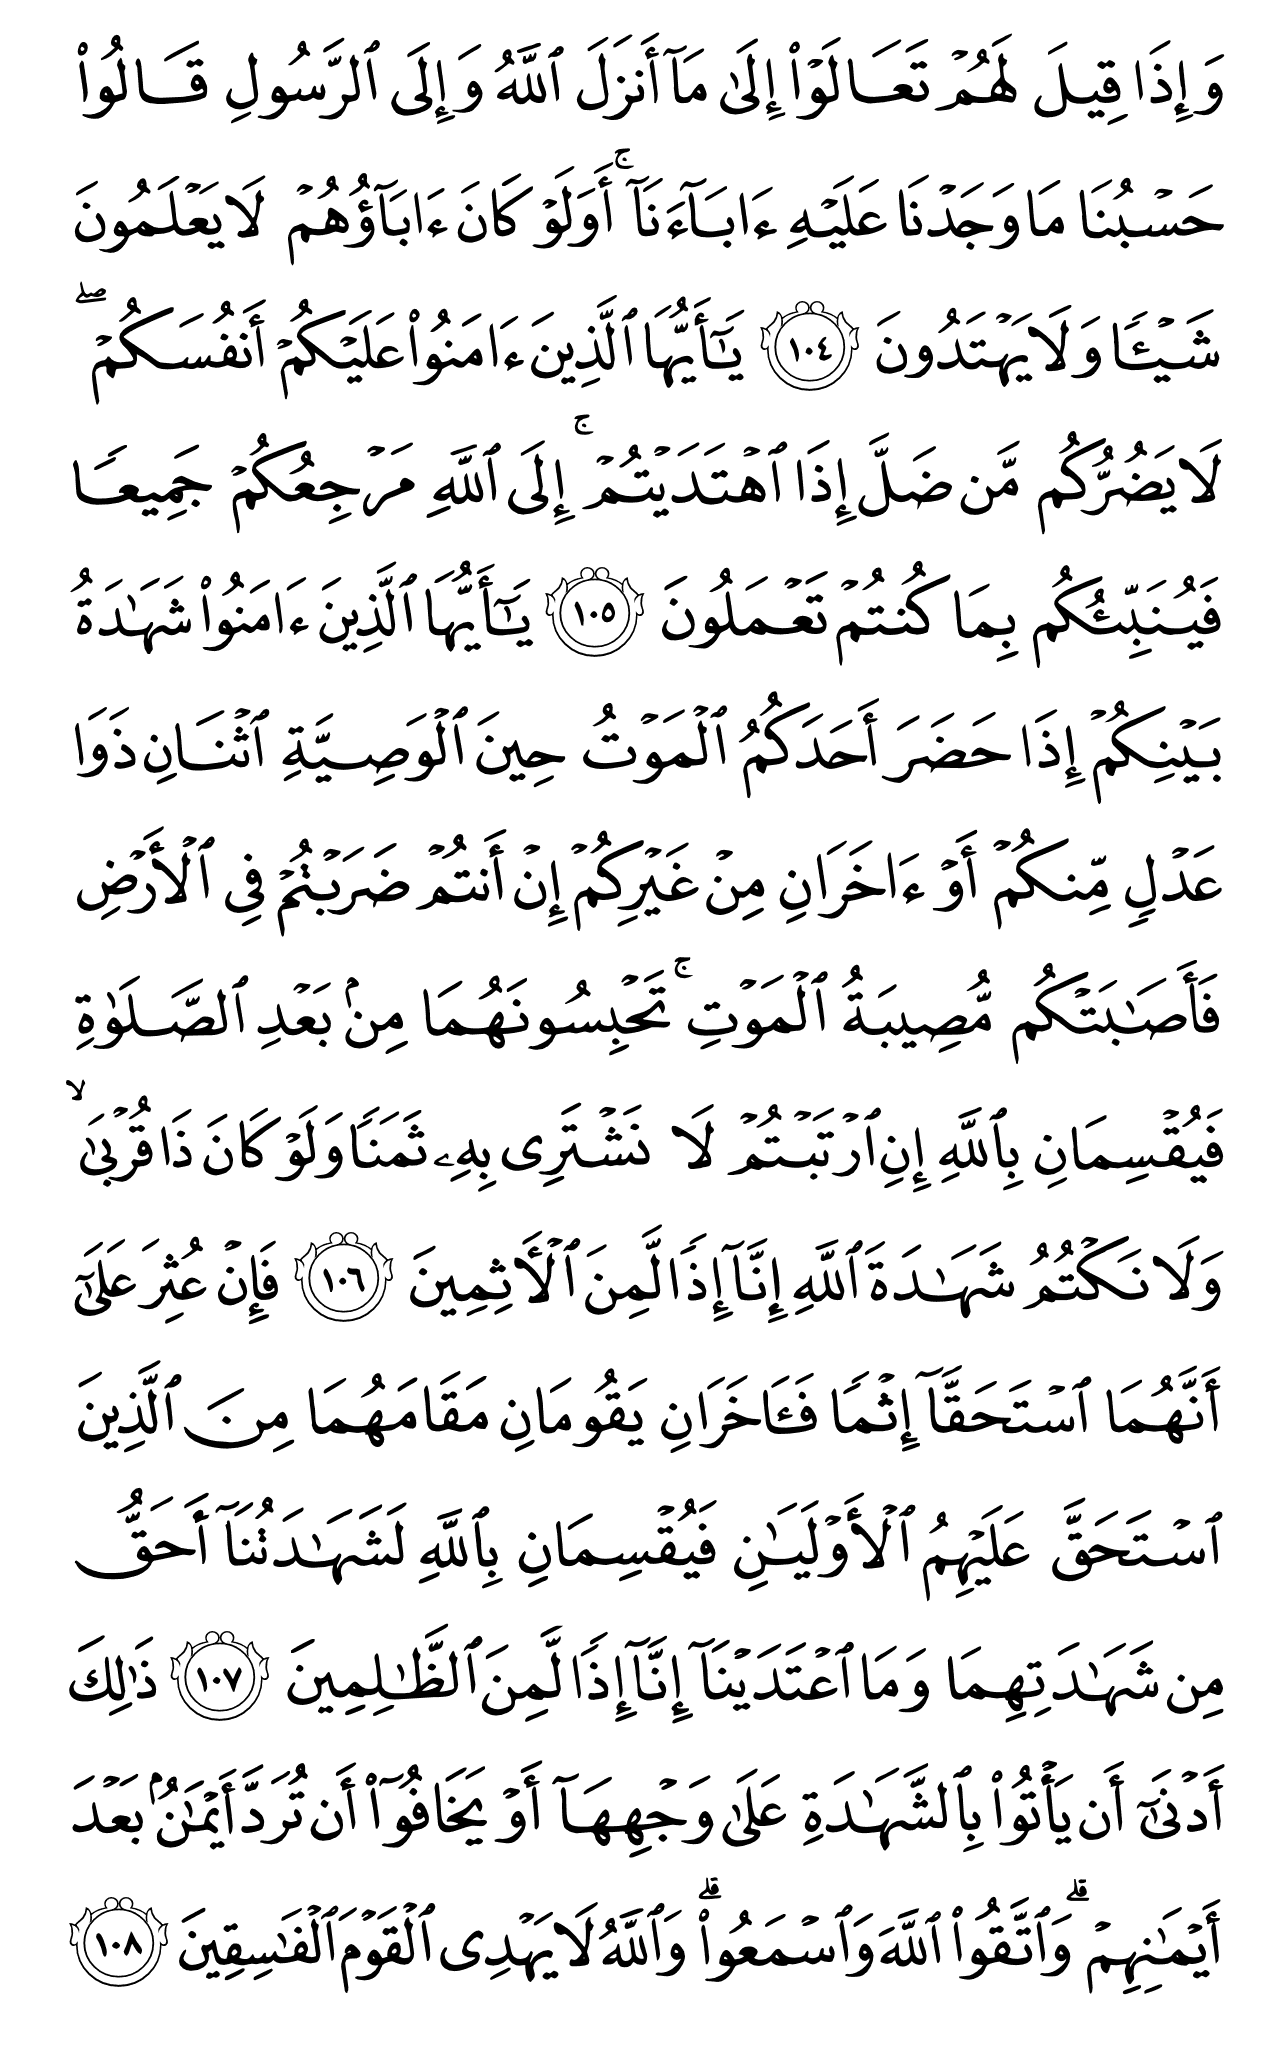 وَإِذَا قِيلَ لَهُمۡ تَعَالَوۡاْ إِلَىٰ مَآ أَنزَلَ ٱللَّهُ وَإِلَى ٱلرَّسُولِ قَالُواْ
حَسۡبُنَا مَا وَجَدۡنَا عَلَيۡهِ ءَابَآءَنَآۚ أَوَلَوۡ كَانَ ءَابَآؤُهُمۡ لَا يَعۡلَمُونَ
شَيۡـٔٗا وَلَا يَهۡتَدُونَ ١٠٤ يَـٰٓأَيُّهَا ٱلَّذِينَ ءَامَنُواْ عَلَيۡكُمۡ أَنفُسَكُمۡۖ
لَا يَضُرُّكُم مَّن ضَلَّ إِذَا ٱهۡتَدَيۡتُمۡۚ إِلَى ٱللَّهِ مَرۡجِعُكُمۡ جَمِيعٗا
فَيُنَبِّئُكُم بِمَا كُنتُمۡ تَعۡمَلُونَ ١٠٥ يَـٰٓأَيُّهَا ٱلَّذِينَ ءَامَنُواْ شَهَٰدَةُ
بَيۡنِكُمۡ إِذَا حَضَرَ أَحَدَكُمُ ٱلۡمَوۡتُ حِينَ ٱلۡوَصِيَّةِ ٱثۡنَانِ ذَوَا
عَدۡلٖ مِّنكُمۡ أَوۡ ءَاخَرَانِ مِنۡ غَيۡرِكُمۡ إِنۡ أَنتُمۡ ضَرَبۡتُمۡ فِي ٱلۡأَرۡضِ
فَأَصَٰبَتۡكُم مُّصِيبَةُ ٱلۡمَوۡتِۚ تَحۡبِسُونَهُمَا مِنۢ بَعۡدِ ٱلصَّلَوٰةِ
فَيُقۡسِمَانِ بِٱللَّهِ إِنِ ٱرۡتَبۡتُمۡ لَا نَشۡتَرِي بِهِۦ ثَمَنٗا وَلَوۡ كَانَ ذَا قُرۡبَىٰ ۙ
وَلَا نَكۡتُمُ شَهَٰدَةَ ٱللَّهِ إِنَّآ إِذٗا لَّمِنَ ٱلۡأٓثِمِينَ ١٠٦ فَإِنۡ عُثِرَ عَلَىٰٓ
أَنَّهُمَا ٱسۡتَحَقَّآ إِثۡمٗا فَـَٔاخَرَانِ يَقُومَانِ مَقَامَهُمَا مِنَ ٱلَّذِينَ
ٱسۡتَحَقَّ عَلَيۡهِمُ ٱلۡأَوۡلَيَٰنِ فَيُقۡسِمَانِ بِٱللَّهِ لَشَهَٰدَتُنَآ أَحَقُّ
مِن شَهَٰدَتِهِمَا وَمَا ٱعۡتَدَيۡنَآ إِنَّآ إِذٗا لَّمِنَ ٱلظَّٰلِمِينَ ١٠٧ ذَٰلِكَ
أَدۡنَىٰٓ أَن يَأۡتُواْ بِٱلشَّهَٰدَةِ عَلَىٰ وَجۡهِهَآ أَوۡ يَخَافُوٓاْ أَن تُرَدَّ أَيۡمَٰنُۢ بَعۡدَ
أَيۡمَٰنِهِمۡۗ وَٱتَّقُواْ ٱللَّهَ وَٱسۡمَعُواْۗ وَٱللَّهُ لَا يَهۡدِي ٱلۡقَوۡمَ ٱلۡفَٰسِقِينَ ١٠٨